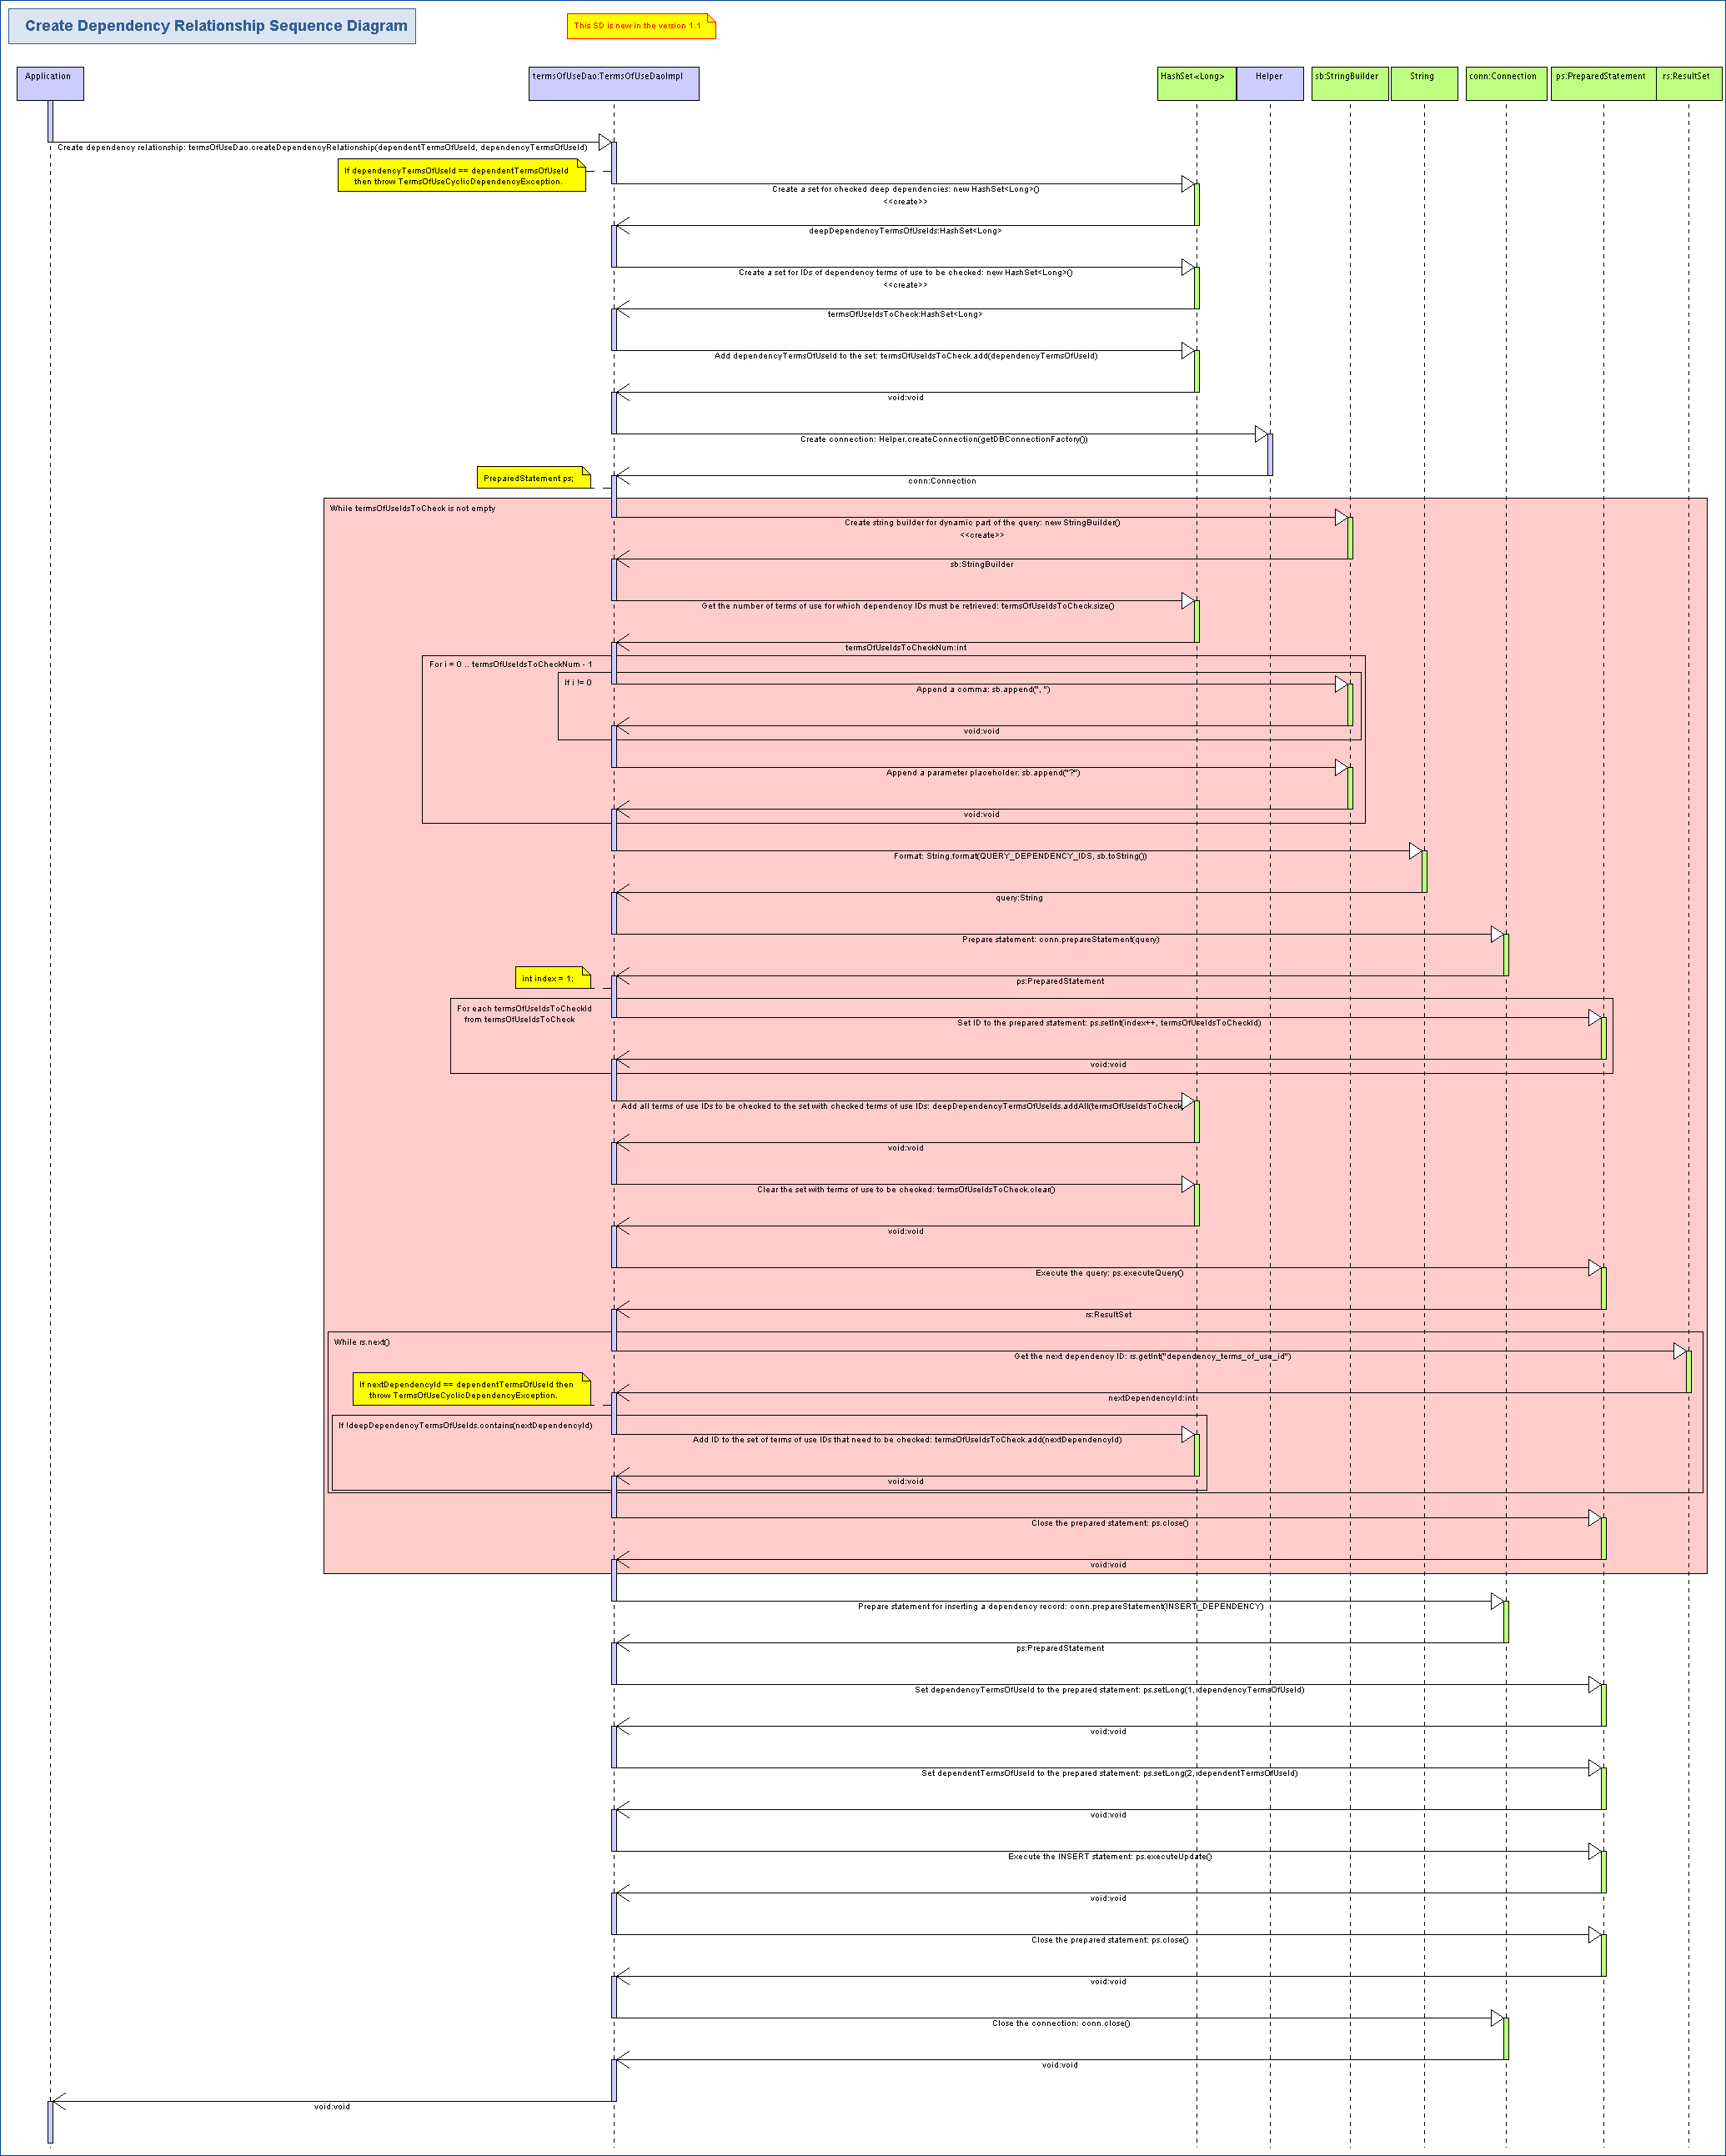 Create Dependency Relationship Sequence Diagram
This SD is new in the version 1.1
Application
termsOfUseDao:TermsOfUseDaoImpl
HashSet<Long>
Helper
sb:StringBuilder
String
conn:Connection
ps:PreparedStatement
rs:ResultSet
Create dependency relationship: termsOfUseDao.createDependencyRelationship(dependentTermsOfUseId, dependencyTermsOfUseId)
If dependencyTermsOfUseId == dependentTermsOfUseId
then throw TermsOfUseCyclicDependencyException.
Create a set for checked deep dependencies: new HashSet<Long>()
<<create>>
deepDependencyTermsOfUseIds:HashSet<Long>
Create a set for IDs of dependency terms of use to be checked: new HashSet<Long>()
<<create>>
termsOfUseIdsToCheck:HashSet<Long>
Add dependencyTermsOfUseId to the set: termsOfUseIdsToCheck.add(dependencyTermsOfUseId)
void:void
Create connection: Helper.createConnection(getDBConnectionFactory())
PreparedStatement ps;
conn:Connection
While termsOfUseIdsToCheck is not empty
Create string builder for dynamic part of the query: new StringBuilder()
<<create>>
sb:StringBuilder
Get the number of terms of use for which dependency IDs must be retrieved: termsOfUseIdsToCheck.size()
termsOfUseIdsToCheckNum:int
For i = 0 .. termsOfUseIdsToCheckNum - 1
If i != 0
Append a comma: sb.append(", ")
void:void
Append a parameter placeholder: sb.append("?")
void:void
Format: String.format(QUERY_DEPENDENCY_IDS, sb.toString())
query:String
Prepare statement: conn.prepareStatement(query)
int index = 1;
ps:PreparedStatement
For each termsOfUseIdsToCheckId
from termsOfUseIdsToCheck
Set ID to the prepared statement: ps.setInt(index++, termsOfUseIdsToCheckId)
void:void
Add all terms of use IDs to be checked to the set with checked terms of use IDs: deepDependencyTermsOfUseIds.addAll(termsOfUseIdsToCheck)
void:void
Clear the set with terms of use to be checked: termsOfUseIdsToCheck.clear()
void:void
Execute the query: ps.executeQuery()
rs:ResultSet
While rs.next()
Get the next dependency ID: rs.getInt("dependency_terms_of_use_id")
If nextDependencyId == dependentTermsOfUseId then
throw TermsOfUseCyclicDependencyException.
nextDependencyId:int
If !deepDependencyTermsOfUseIds.contains(nextDependencyId)
Add ID to the set of terms of use IDs that need to be checked: termsOfUseIdsToCheck.add(nextDependencyId)
void:void
Close the prepared statement: ps.close()
void:void
Prepare statement for inserting a dependency record: conn.prepareStatement(INSERT_DEPENDENCY)
ps:PreparedStatement
Set dependencyTermsOfUseId to the prepared statement: ps.setLong(1, dependencyTermsOfUseId)
void:void
Set dependentTermsOfUseId to the prepared statement: ps.setLong(2, dependentTermsOfUseId)
void:void
Execute the INSERT statement: ps.executeUpdate()
void:void
Close the prepared statement: ps.close()
void:void
Close the connection: conn.close()
void:void
void:void